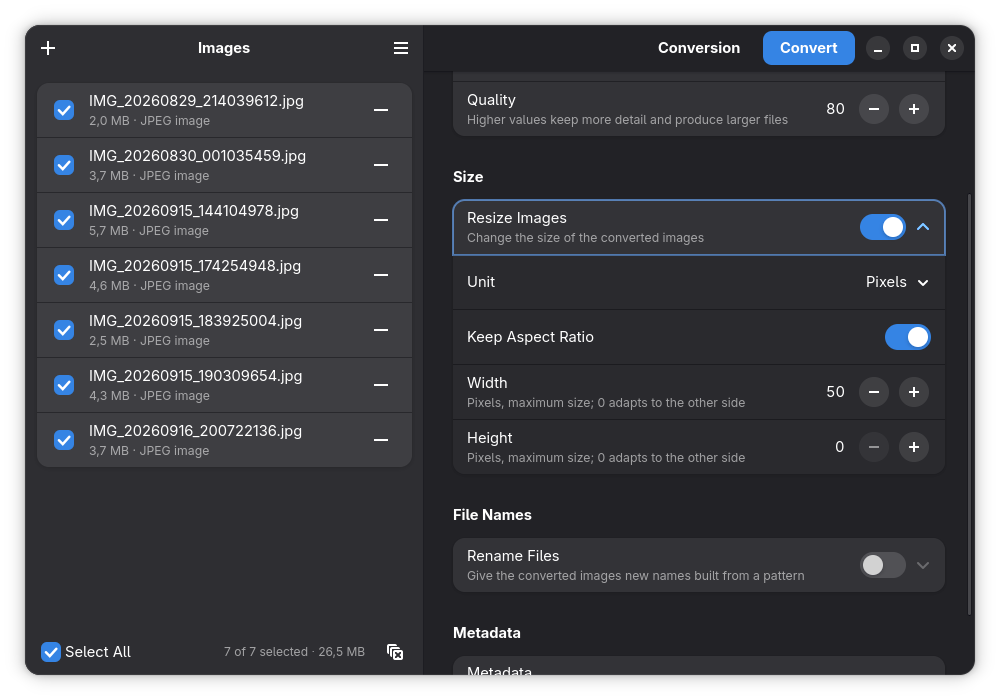 Images
Conversion
Convert
IMG_20260829_214039612.jpg
2,0 MB · JPEG image
IMG_20260830_001035459.jpg
3,7 MB · JPEG image
IMG_20260915_144104978.jpg
5,7 MB · JPEG image
IMG_20260915_174254948.jpg
4,6 MB · JPEG image
IMG_20260915_183925004.jpg
2,5 MB · JPEG image
IMG_20260915_190309654.jpg
4,3 MB · JPEG image
IMG_20260916_200722136.jpg
3,7 MB · JPEG image
Select All
7 of 7 selected · 26,5 MB
Quality
Higher values keep more detail and produce larger files
80
Size
Resize Images
Change the size of the converted images
Unit
Pixels
Keep Aspect Ratio
Width
Pixels, maximum size; 0 adapts to the other side
50
Height
Pixels, maximum size; 0 adapts to the other side
0
File Names
Rename Files
Give the converted images new names built from a pattern
Metadata
Metadata